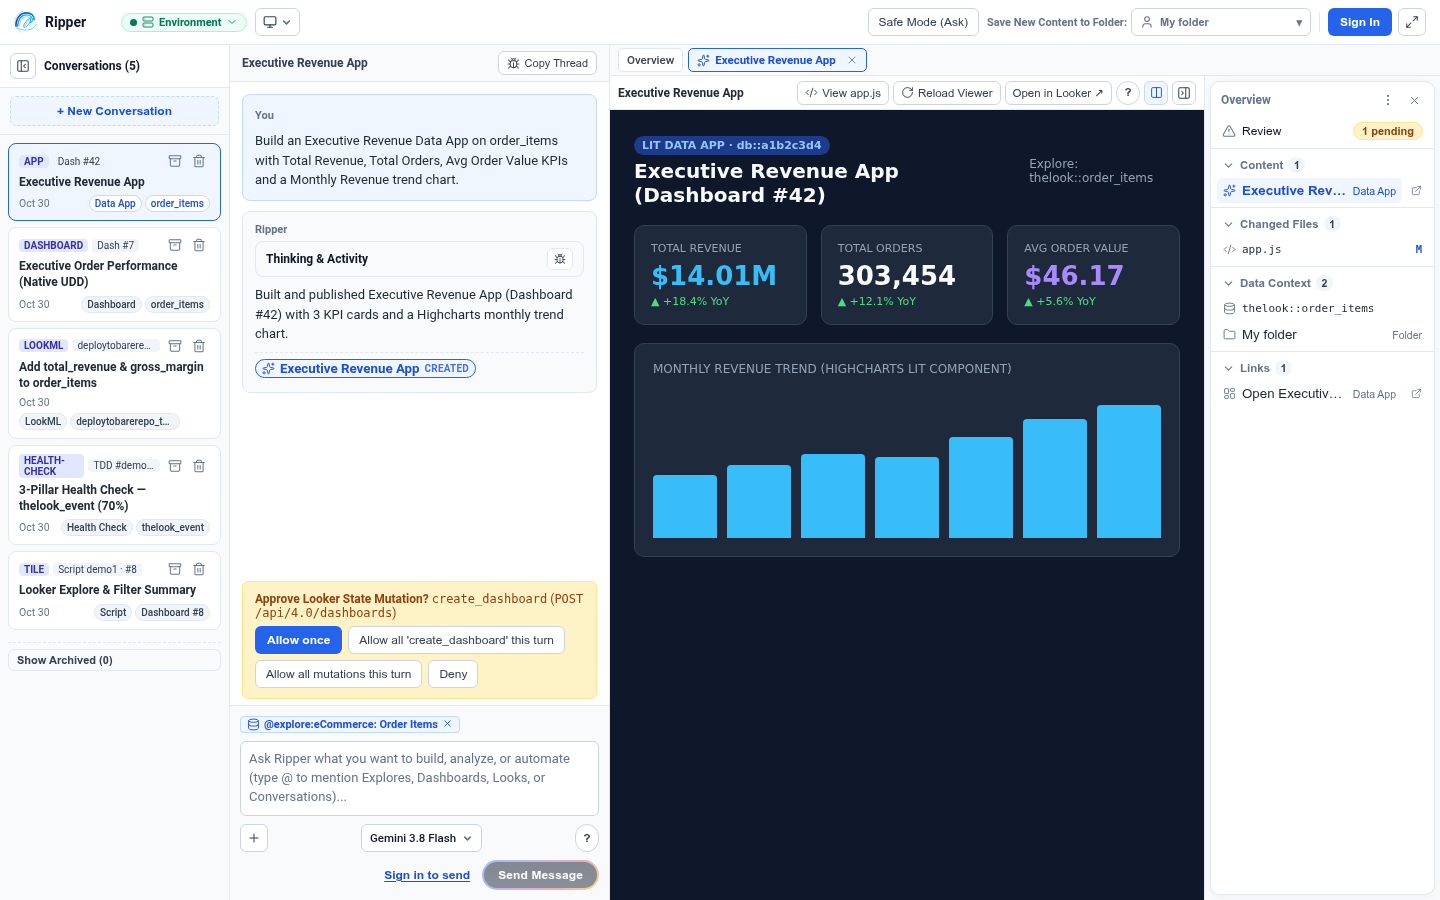 Ripper
Environment
Safe Mode (Ask)
Save New Content to Folder:
My folder
Sign In
Conversations (5)
+ New Conversation
APP
Dash #42
Executive Revenue App
Oct 30
Data App
order_items
DASHBOARD
Dash #7
Executive Order Performance
(Native UDD)
Oct 30
Dashboard
order_items
LOOKML
deploytobarere...
Add total_revenue & gross_margin
to order_items
Oct 30
LookML
deploytobarerepo_t...
HEALTH-
CHECK
TDD #demo...
3-Pillar Health Check —
thelook_event (70%)
Oct 30
Health Check
thelook_event
TILE
Script demo1 · #8
Looker Explore & Filter Summary
Oct 30
Script
Dashboard #8
Show Archived (0)
Executive Revenue App
Copy Thread
You
Build an Executive Revenue Data App on order_items
with Total Revenue, Total Orders, Avg Order Value KPIs
and a Monthly Revenue trend chart.
Ripper
Thinking & Activity
Built and published Executive Revenue App (Dashboard
#42) with 3 KPI cards and a Highcharts monthly trend
chart.
Executive Revenue App CREATED
Approve Looker State Mutation? create_dashboard (POST
/api/4.0/dashboards)
Allow once
Allow all 'create_dashboard' this turn
Allow all mutations this turn
Deny
@explore:eCommerce: Order Items
Ask Ripper what you want to build, analyze, or automate
(type @ to mention Explores, Dashboards, Looks, or
Conversations)...
Gemini 3.8 Flash
?
Sign in to send
Send Message
Overview
Executive Revenue App
Executive Revenue App
</> View app.js
Reload Viewer
Open in Looker ↗
?
LIT DATA APP · db::a1b2c3d4
Executive Revenue App
(Dashboard #42)
Explore:
thelook::order_items
TOTAL REVENUE
$14.01M
▲ +18.4% YoY
TOTAL ORDERS
303,454
▲ +12.1% YoY
AVG ORDER VALUE
$46.17
▲ +5.6% YoY
MONTHLY REVENUE TREND (HIGHCHARTS LIT COMPONENT)
Overview
Review
1 pending
Content 1
Executive Rev... Data App
Changed Files 1
</> app.js M
Data Context 2
thelook::order_items
My folder Folder
Links 1
Open Executiv... Data App